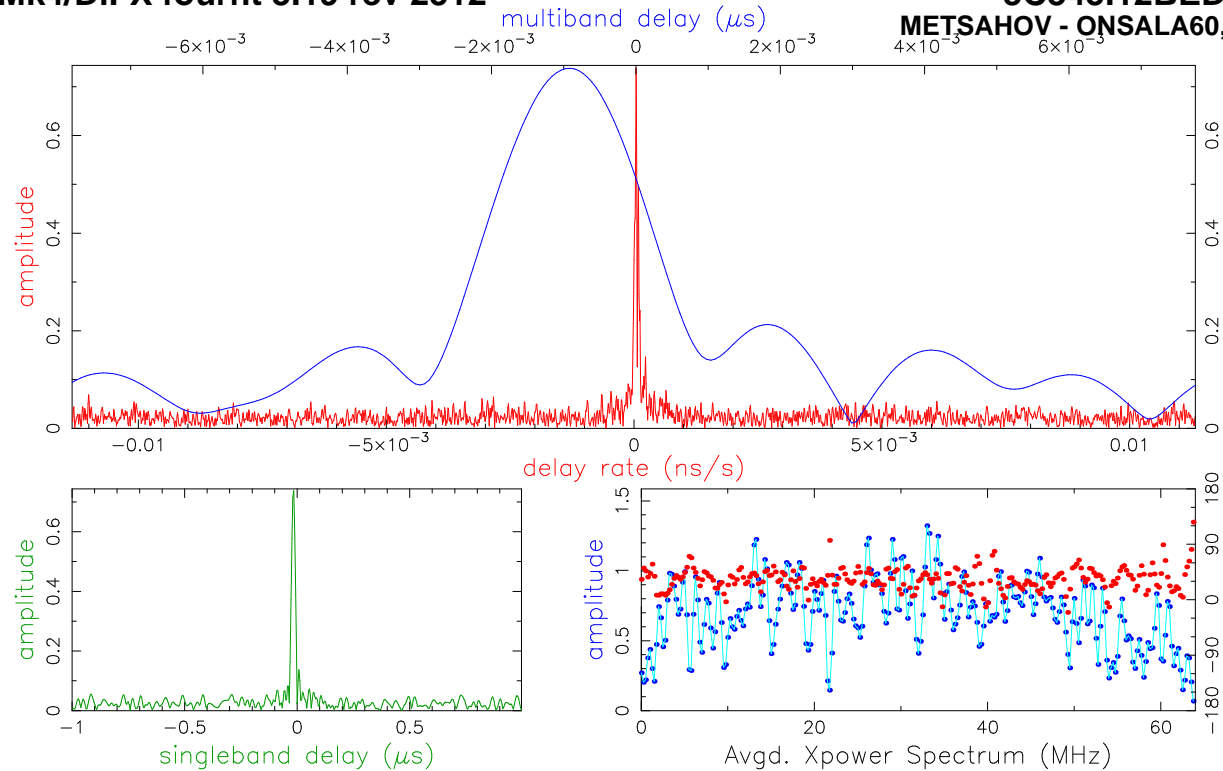 multiband delay (μs)
METSAHOV - ONSALA60,
−6×10⁻³ −4×10⁻³ −2×10⁻³ 0 2×10⁻³ 4×10⁻³ 6×10⁻³
amplitude
0 0.2 0.4 0.6
0 0.2 0.4 0.6
−0.01 −5×10⁻³ 0 5×10⁻³ 0.01
delay rate (ns/s)
amplitude
0 0.2 0.4 0.6
−1 −0.5 0 0.5
singleband delay (μs)
amplitude
0 0.5 1 1.5
−180 −90 0 90 180
0 20 40 60
Avgd. Xpower Spectrum (MHz)